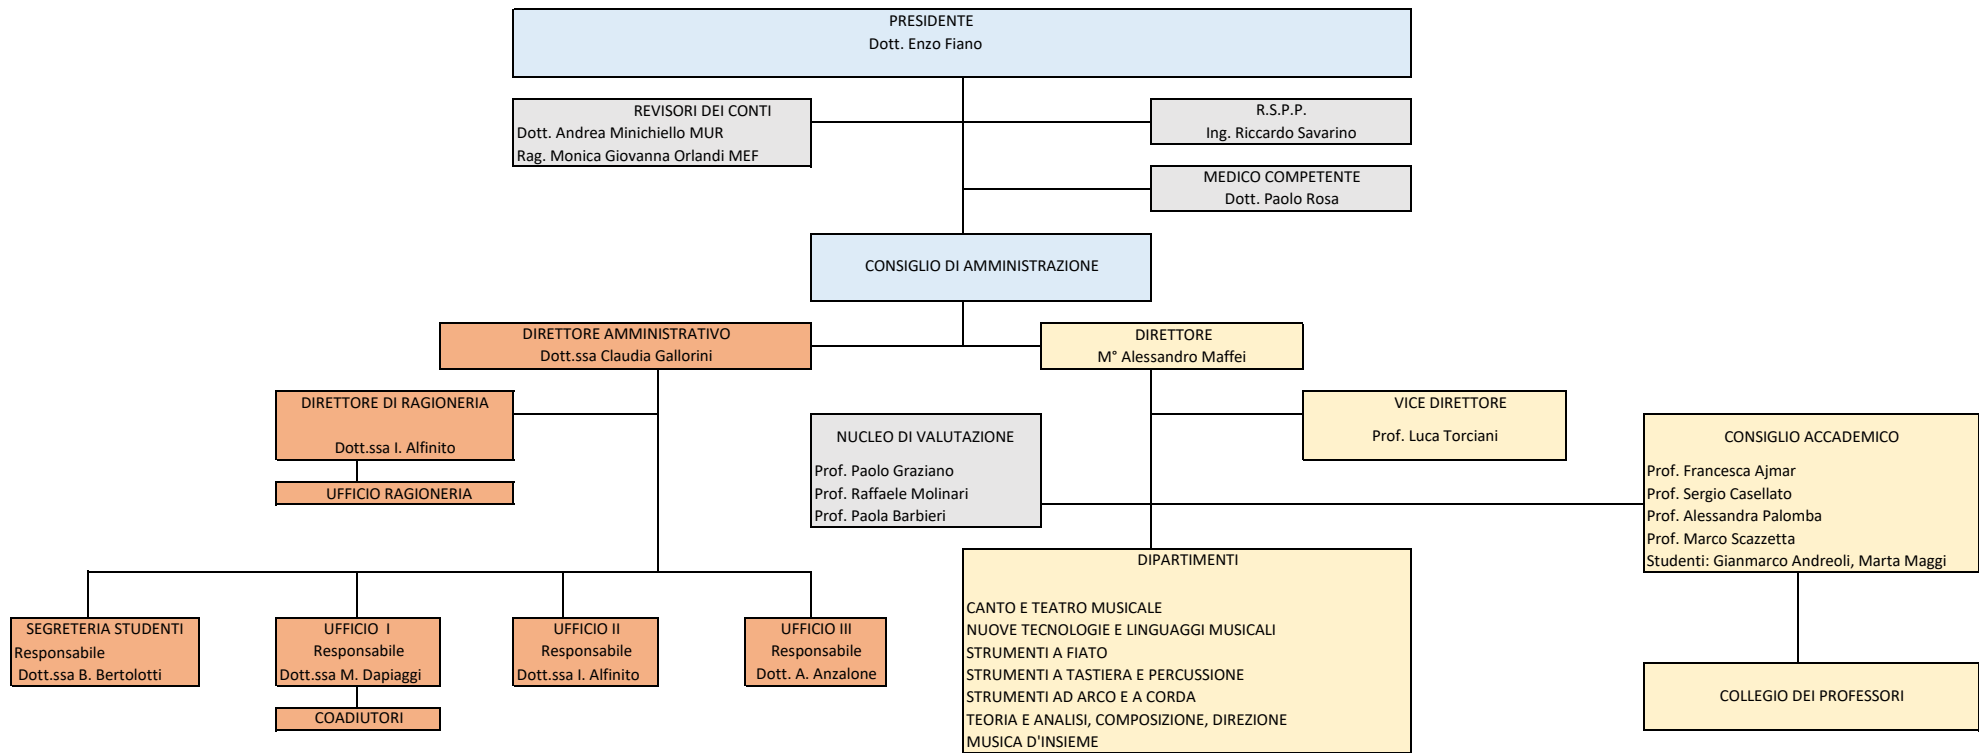 PRESIDENTE
Dott. Enzo Fiano
REVISORI DEI CONTI
Dott. Andrea Minichiello MUR
Rag. Monica Giovanna Orlandi MEF
R.S.P.P.
Ing. Riccardo Savarino
MEDICO COMPETENTE
Dott. Paolo Rosa
CONSIGLIO DI AMMINISTRAZIONE
DIRETTORE AMMINISTRATIVO
Dott.ssa Claudia Gallorini
DIRETTORE
M° Alessandro Maffei
DIRETTORE DI RAGIONERIA
Dott.ssa I. Alfinito
UFFICIO RAGIONERIA
NUCLEO DI VALUTAZIONE
Prof. Paolo Graziano
Prof. Raffaele Molinari
Prof. Paola Barbieri
VICE DIRETTORE
Prof. Luca Torciani
CONSIGLIO ACCADEMICO
Prof. Francesca Ajmar
Prof. Sergio Casellato
Prof. Alessandra Palomba
Prof. Marco Scazzetta
Studenti: Gianmarco Andreoli, Marta Maggi
SEGRETERIA STUDENTI
Responsabile
Dott.ssa B. Bertolotti
UFFICIO I
Responsabile
Dott.ssa M. Dapiaggi
COADIUTORI
UFFICIO II
Responsabile
Dott.ssa I. Alfinito
UFFICIO III
Responsabile
Dott. A. Anzalone
DIPARTIMENTI
CANTO E TEATRO MUSICALE
NUOVE TECNOLOGIE E LINGUAGGI MUSICALI
STRUMENTI A FIATO
STRUMENTI A TASTIERA E PERCUSSIONE
STRUMENTI AD ARCO E A CORDA
TEORIA E ANALISI, COMPOSIZIONE, DIREZIONE
MUSICA D'INSIEME
COLLEGIO DEI PROFESSORI